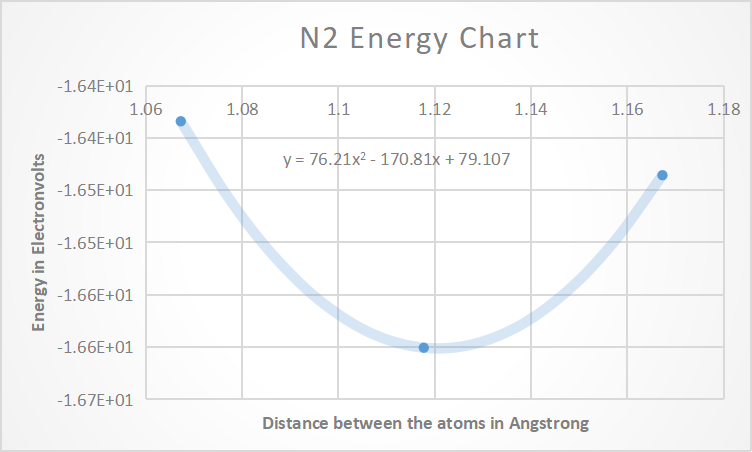 N2 Energy Chart
-1.64E+01
1.06 1.08 1.1 1.12 1.14 1.16 1.18
-1.64E+01
y = 76.21x² - 170.81x + 79.107
-1.65E+01
-1.65E+01
-1.66E+01
-1.66E+01
-1.67E+01
Energy in Electronvolts
Distance between the atoms in Angstrong